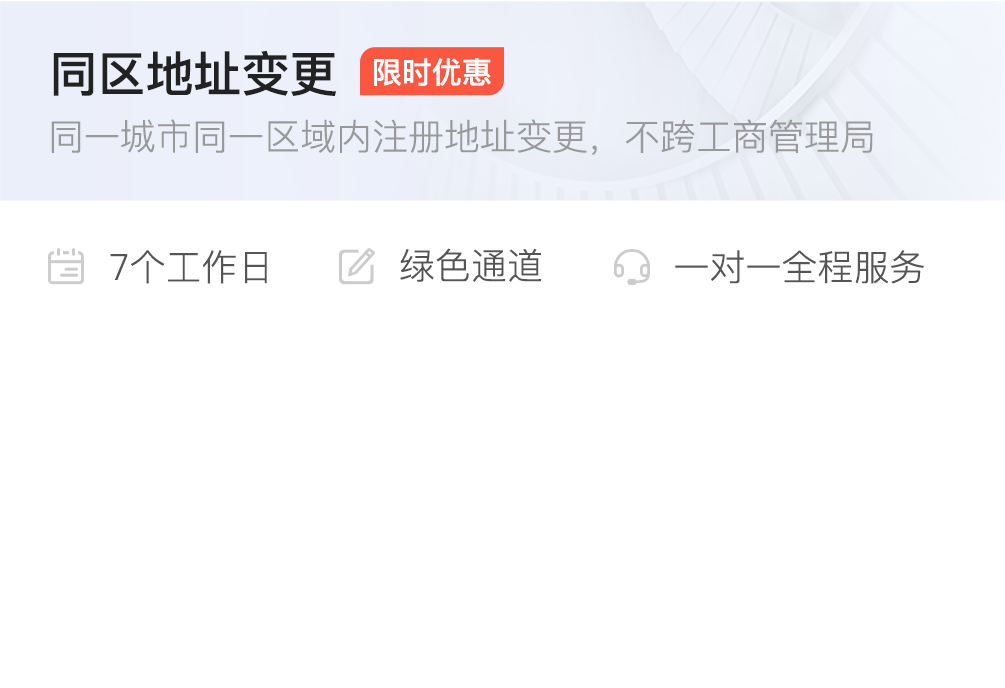 同区地址变更 限时优惠
同一城市同一区域内注册地址变更，不跨工商管理局
7个工作日 绿色通道 一对一全程服务